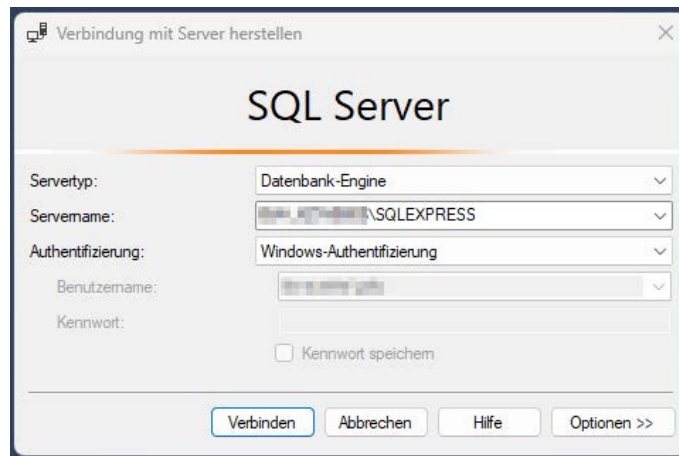 Verbindung mit Server herstellen
SQL Server
Servertyp: Datenbank-Engine
Servername: \SQLEXPRESS
Authentifizierung: Windows-Authentifizierung
Benutzername:
Kennwort:
Kennwort speichern
Verbinden Abbrechen Hilfe Optionen >>